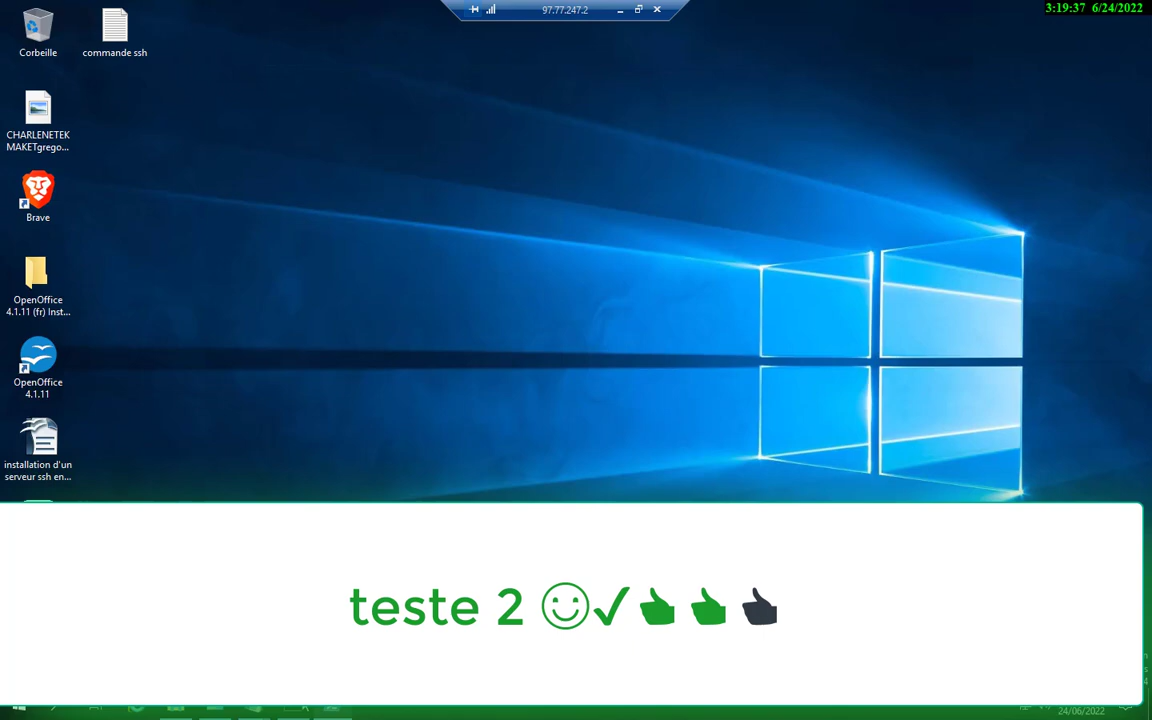 97.77.247.2
3:19:37 6/24/2022
Corbeille
commande ssh
CHARLENETEK
MAKETgrego...
Brave
OpenOffice
4.1.11 (fr) Inst...
OpenOffice
4.1.11
installation d'un
serveur ssh en...
teste 2 ☺✔👍👍👍
24/06/2022